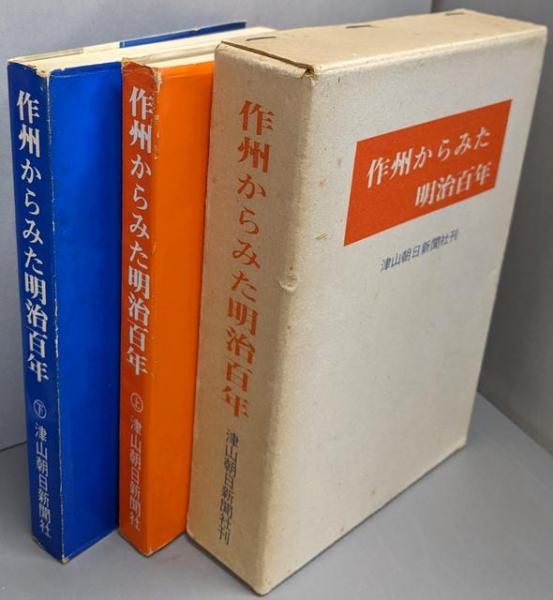 作州からみた明治百年 下 津山朝日新聞社
作州からみた明治百年 上 津山朝日新聞社
作州からみた明治百年 津山朝日新聞社刊
作州からみた
明治百年
津山朝日新聞社刊